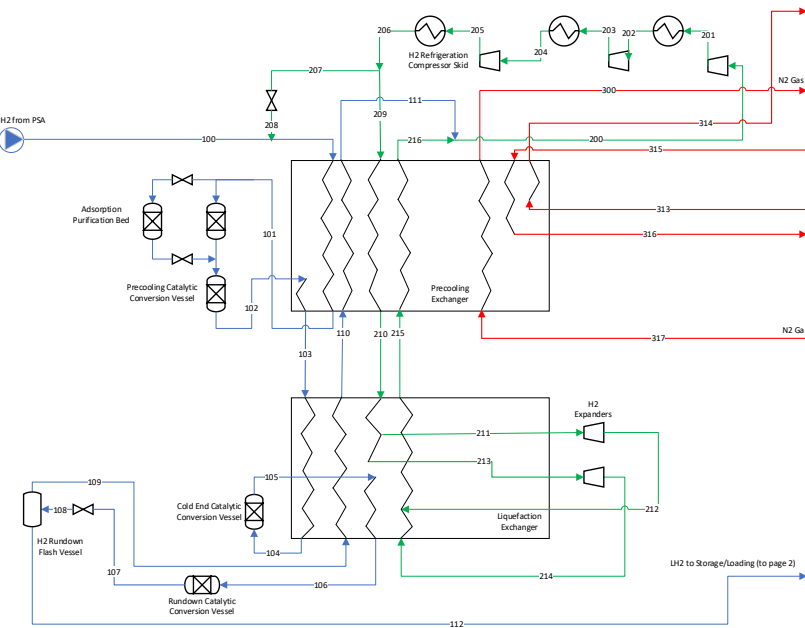 206
205
203
202
201
H2 Refrigeration
Compressor Skid
204
207
N2 Gas
300
111
H2 from PSA
208
209
314
100
216
200
315
Adsorption
Purification Bed
313
101
316
Precooling Catalytic
Conversion Vessel
Precooling
Exchanger
102
N2 Ga
110
210
215
317
103
H2
Expanders
211
213
109
105
108
Cold End Catalytic
Conversion Vessel
212
Liquefaction
Exchanger
H2 Rundown
Flash Vessel
104
107
LH2 to Storage/Loading (to page 2)
106
214
Rundown Catalytic
Conversion Vessel
112